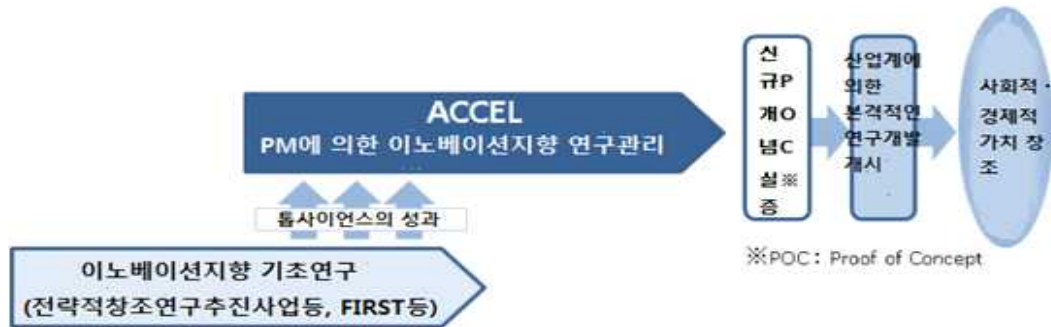 ACCEL
PM에 의한 이노베이션지향 연구관리
톱사이언스의 성과
이노베이션지향 기초연구
(전략적창조연구추진사업등, FIRST등)
신
규P
개O
념C
실※
증
산업계에
의한
본격적인
연구개발
개시
사회적·
경제적
가치 창
조
※POC: Proof of Concept